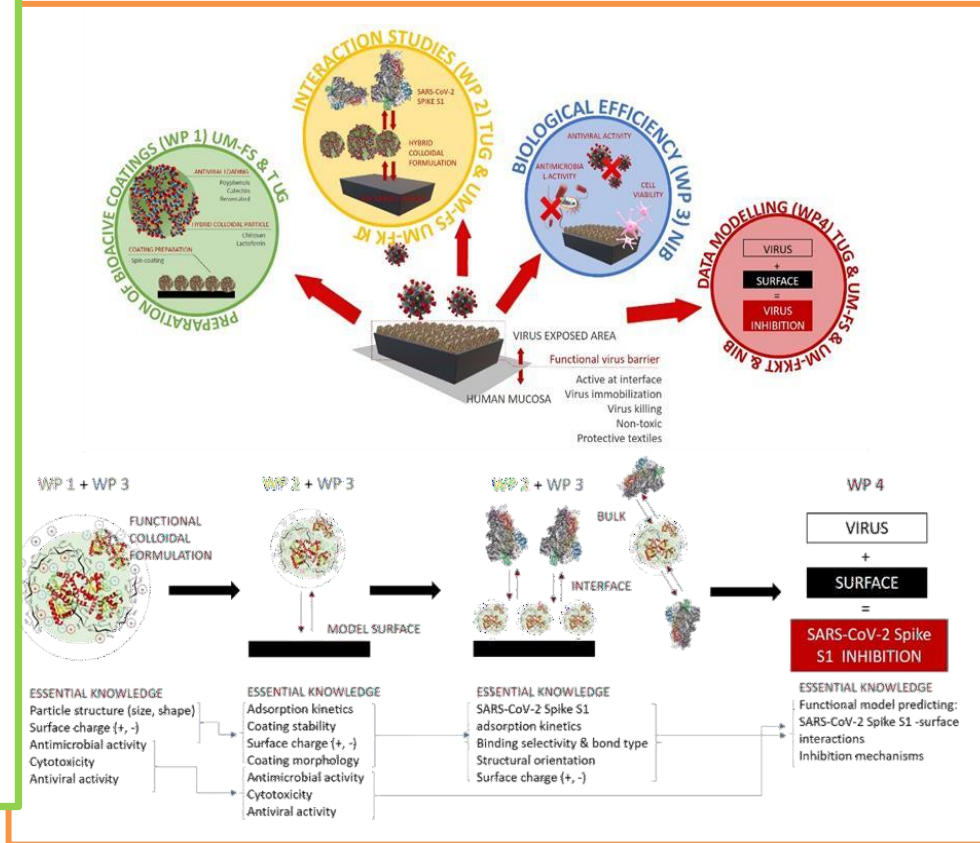 PREPARATION OF BIOACIVE COATINGS (WP 1) UM-FS & T UG
ANTIVIRAL LOADING
Polyphenols
Catechin
Resveratrol
HYBRID COLLOIDAL PARTICLE
Chitosan
Lactoferrin
COATING PREPARATION
Spin-coating
INTERACTION STUDIES (WP 2) TUG & UM-FS UM-FK KT
SARS-CoV-2
SPIKE S1
HYBRID
COLLOIDAL
FORMULATION
BIOLOGICAL EFFICIENCY (WP 3) NIB
ANTIVIRAL ACTIVITY
ANTIMICROBIA
L ACTIVITY
CELL
VIABILITY
DATA MODELLING (WP4) TUG & UM-FS & UM-FKKT & NIB
VIRUS
+
SURFACE
=
VIRUS
INHIBITION
VIRUS EXPOSED AREA
Functional virus barrier
HUMAN MUCOSA
Active at interface
Virus immobilization
Virus killing
Non-toxic
Protective textiles
WP 1 + WP 3
FUNCTIONAL
COLLOIDAL
FORMULATION
WP 2 + WP 3
MODEL SURFACE
WP 2 + WP 3
BULK
INTERFACE
WP 4
VIRUS
+
SURFACE
=
SARS-CoV-2 Spike
S1 INHIBITION
ESSENTIAL KNOWLEDGE
Particle structure (size, shape)
Surface charge (+, -)
Antimicrobial activity
Cytotoxicity
Antiviral activity
ESSENTIAL KNOWLEDGE
Adsorption kinetics
Coating stability
Surface charge (+, -)
Coating morphology
Antimicrobial activity
Cytotoxicity
Antiviral activity
ESSENTIAL KNOWLEDGE
SARS-CoV-2 Spike S1
adsorption kinetics
Binding selectivity & bond type
Structural orientation
Surface charge (+, -)
ESSENTIAL KNOWLEDGE
Functional model predicting:
SARS-CoV-2 Spike S1 -surface
interactions
Inhibition mechanisms